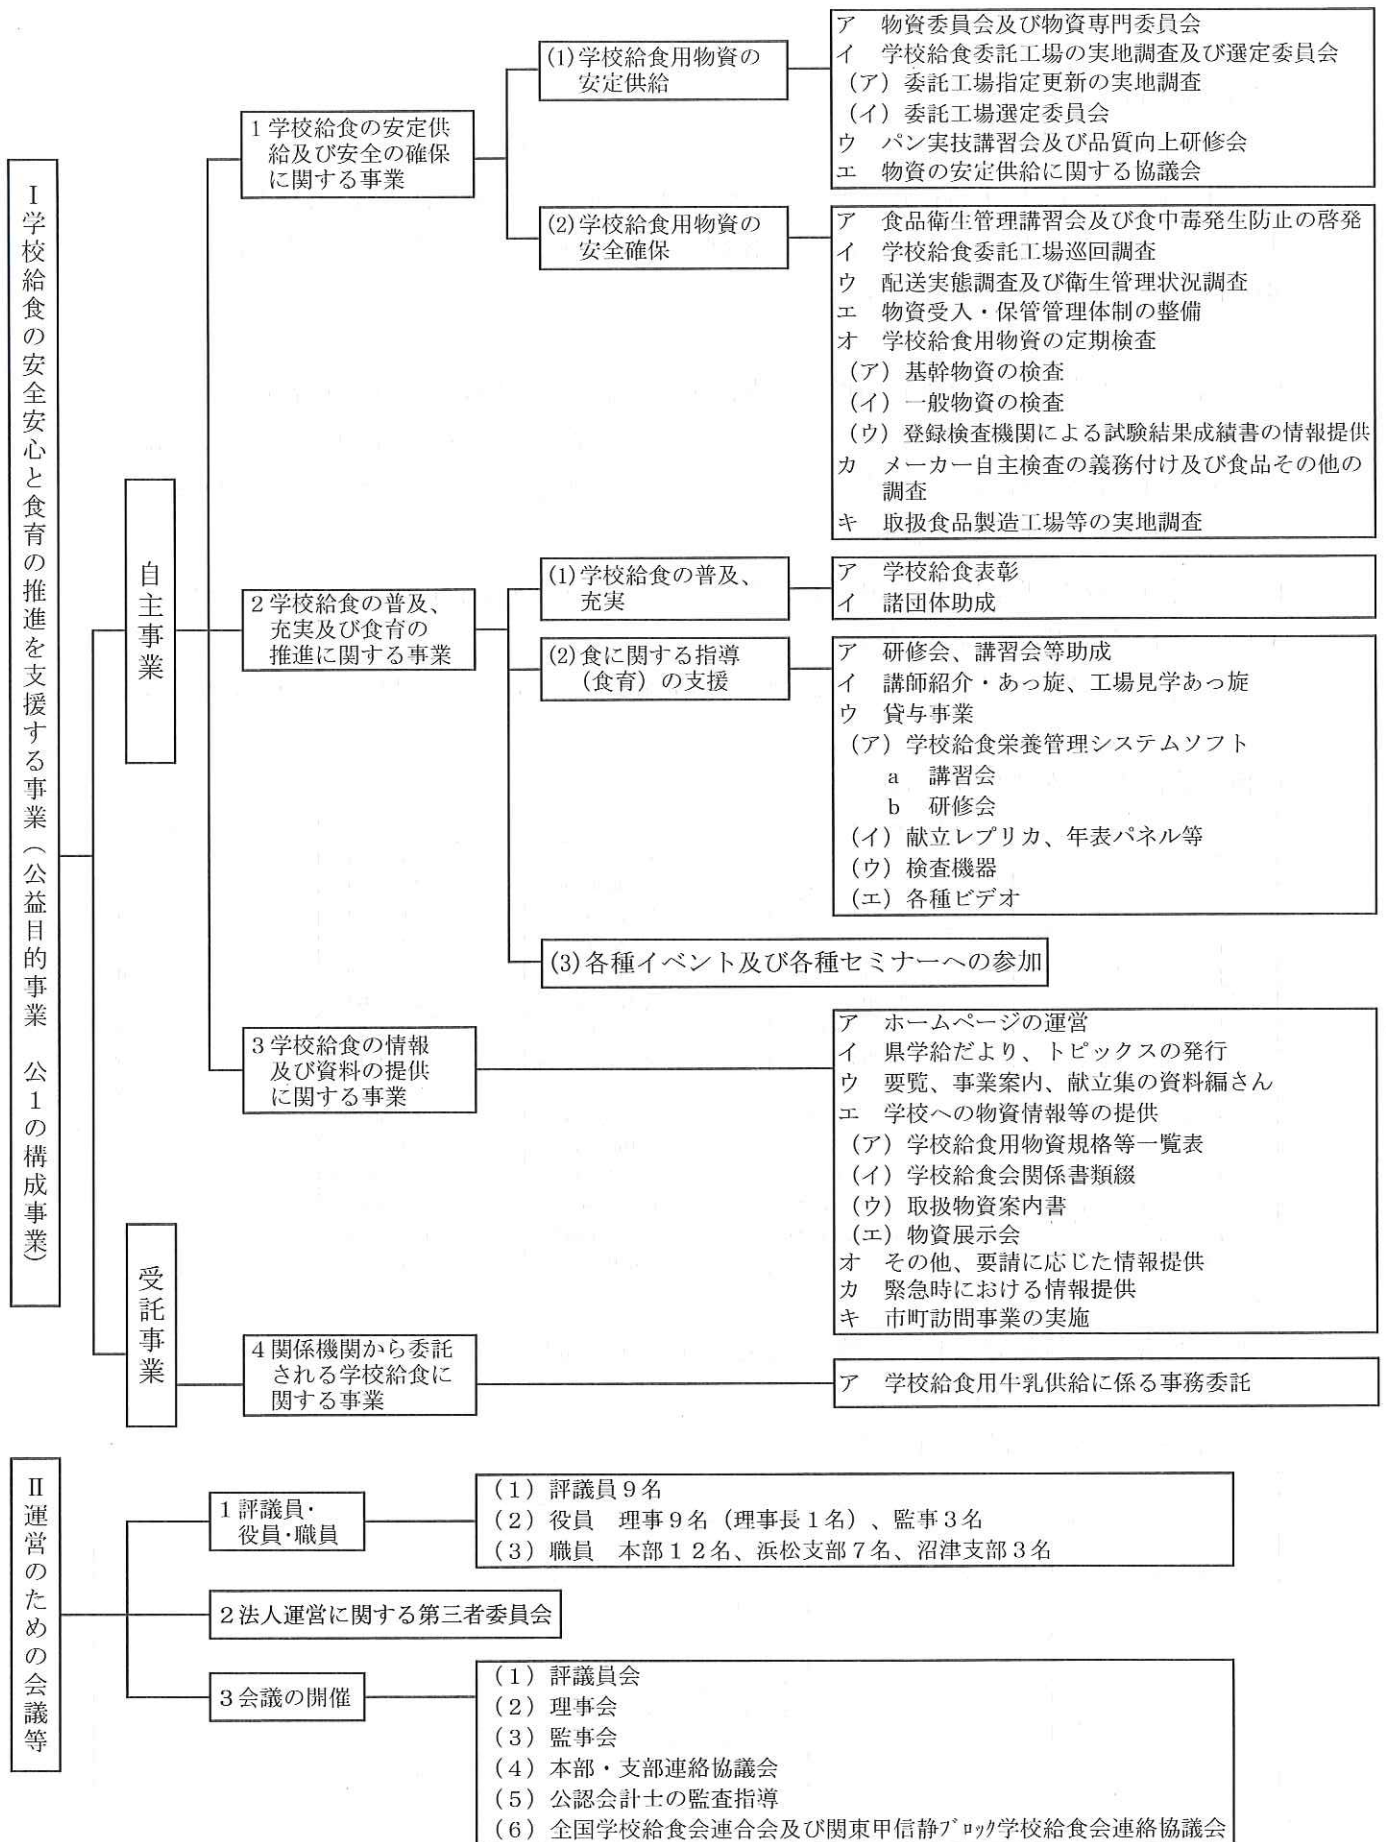 Ⅰ学校給食の安全安心と食育の推進を支援する事業（公益目的事業　公１の構成事業）
自主事業
１学校給食の安定供
給及び安全の確保
に関する事業
(1)学校給食用物資の
安定供給
ア　物資委員会及び物資専門委員会
イ　学校給食委託工場の実地調査及び選定委員会
（ア）委託工場指定更新の実地調査
（イ）委託工場選定委員会
ウ　パン実技講習会及び品質向上研修会
エ　物資の安定供給に関する協議会
(2)学校給食用物資の
安全確保
ア　食品衛生管理講習会及び食中毒発生防止の啓発
イ　学校給食委託工場巡回調査
ウ　配送実態調査及び衛生管理状況調査
エ　物資受入・保管管理体制の整備
オ　学校給食用物資の定期検査
（ア）基幹物資の検査
（イ）一般物資の検査
（ウ）登録検査機関による試験結果成績書の情報提供
カ　メーカー自主検査の義務付け及び食品その他の
調査
キ　取扱食品製造工場等の実地調査
２学校給食の普及、
充実及び食育の
推進に関する事業
(1)学校給食の普及、
充実
ア　学校給食表彰
イ　諸団体助成
(2)食に関する指導
（食育）の支援
ア　研修会、講習会等助成
イ　講師紹介・あっ旋、工場見学あっ旋
ウ　貸与事業
（ア）学校給食栄養管理システムソフト
a　講習会
b　研修会
（イ）献立レプリカ、年表パネル等
（ウ）検査機器
（エ）各種ビデオ
(3)各種イベント及び各種セミナーへの参加
３学校給食の情報
及び資料の提供
に関する事業
ア　ホームページの運営
イ　県学給だより、トピックスの発行
ウ　要覧、事業案内、献立集の資料編さん
エ　学校への物資情報等の提供
（ア）学校給食用物資規格等一覧表
（イ）学校給食会関係書類綴
（ウ）取扱物資案内書
（エ）物資展示会
オ　その他、要請に応じた情報提供
カ　緊急時における情報提供
キ　市町訪問事業の実施
受託事業
４関係機関から委託
される学校給食に
関する事業
ア　学校給食用牛乳供給に係る事務委託
Ⅱ運営のための会議等
１評議員・
役員・職員
（１）評議員９名
（２）役員　理事９名（理事長１名）、監事３名
（３）職員　本部１２名、浜松支部７名、沼津支部３名
２法人運営に関する第三者委員会
３会議の開催
（１）評議員会
（２）理事会
（３）監事会
（４）本部・支部連絡協議会
（５）公認会計士の監査指導
（６）全国学校給食会連合会及び関東甲信静ﾌﾞﾛｯｸ学校給食会連絡協議会